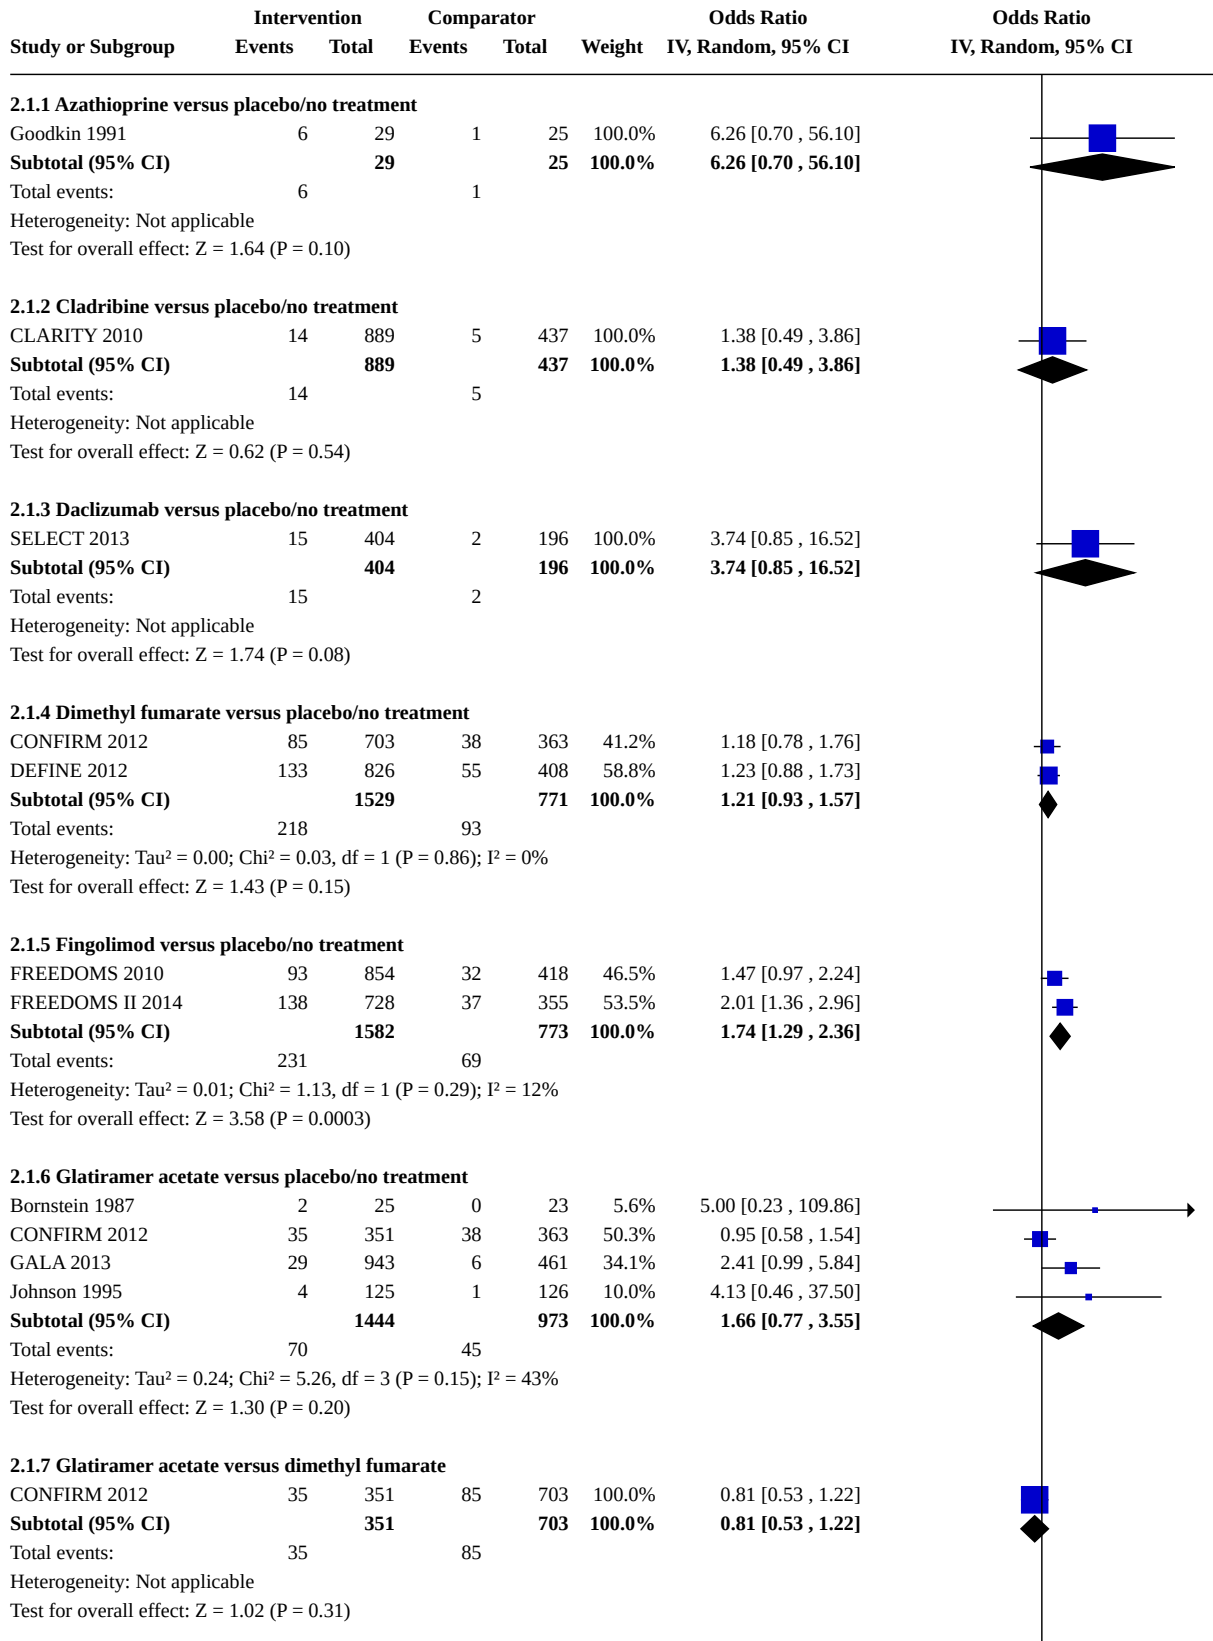 Intervention Comparator Odds Ratio Odds Ratio
Study or Subgroup Events Total Events Total Weight IV, Random, 95% CI IV, Random, 95% CI
2.1.1 Azathioprine versus placebo/no treatment
Goodkin 1991 6 29 1 25 100.0% 6.26 [0.70 , 56.10]
Subtotal (95% CI) 29 25 100.0% 6.26 [0.70 , 56.10]
Total events: 6 1
Heterogeneity: Not applicable
Test for overall effect: Z = 1.64 (P = 0.10)
2.1.2 Cladribine versus placebo/no treatment
CLARITY 2010 14 889 5 437 100.0% 1.38 [0.49 , 3.86]
Subtotal (95% CI) 889 437 100.0% 1.38 [0.49 , 3.86]
Total events: 14 5
Heterogeneity: Not applicable
Test for overall effect: Z = 0.62 (P = 0.54)
2.1.3 Daclizumab versus placebo/no treatment
SELECT 2013 15 404 2 196 100.0% 3.74 [0.85 , 16.52]
Subtotal (95% CI) 404 196 100.0% 3.74 [0.85 , 16.52]
Total events: 15 2
Heterogeneity: Not applicable
Test for overall effect: Z = 1.74 (P = 0.08)
2.1.4 Dimethyl fumarate versus placebo/no treatment
CONFIRM 2012 85 703 38 363 41.2% 1.18 [0.78 , 1.76]
DEFINE 2012 133 826 55 408 58.8% 1.23 [0.88 , 1.73]
Subtotal (95% CI) 1529 771 100.0% 1.21 [0.93 , 1.57]
Total events: 218 93
Heterogeneity: Tau² = 0.00; Chi² = 0.03, df = 1 (P = 0.86); I² = 0%
Test for overall effect: Z = 1.43 (P = 0.15)
2.1.5 Fingolimod versus placebo/no treatment
FREEDOMS 2010 93 854 32 418 46.5% 1.47 [0.97 , 2.24]
FREEDOMS II 2014 138 728 37 355 53.5% 2.01 [1.36 , 2.96]
Subtotal (95% CI) 1582 773 100.0% 1.74 [1.29 , 2.36]
Total events: 231 69
Heterogeneity: Tau² = 0.01; Chi² = 1.13, df = 1 (P = 0.29); I² = 12%
Test for overall effect: Z = 3.58 (P = 0.0003)
2.1.6 Glatiramer acetate versus placebo/no treatment
Bornstein 1987 2 25 0 23 5.6% 5.00 [0.23 , 109.86]
CONFIRM 2012 35 351 38 363 50.3% 0.95 [0.58 , 1.54]
GALA 2013 29 943 6 461 34.1% 2.41 [0.99 , 5.84]
Johnson 1995 4 125 1 126 10.0% 4.13 [0.46 , 37.50]
Subtotal (95% CI) 1444 973 100.0% 1.66 [0.77 , 3.55]
Total events: 70 45
Heterogeneity: Tau² = 0.24; Chi² = 5.26, df = 3 (P = 0.15); I² = 43%
Test for overall effect: Z = 1.30 (P = 0.20)
2.1.7 Glatiramer acetate versus dimethyl fumarate
CONFIRM 2012 35 351 85 703 100.0% 0.81 [0.53 , 1.22]
Subtotal (95% CI) 351 703 100.0% 0.81 [0.53 , 1.22]
Total events: 35 85
Heterogeneity: Not applicable
Test for overall effect: Z = 1.02 (P = 0.31)